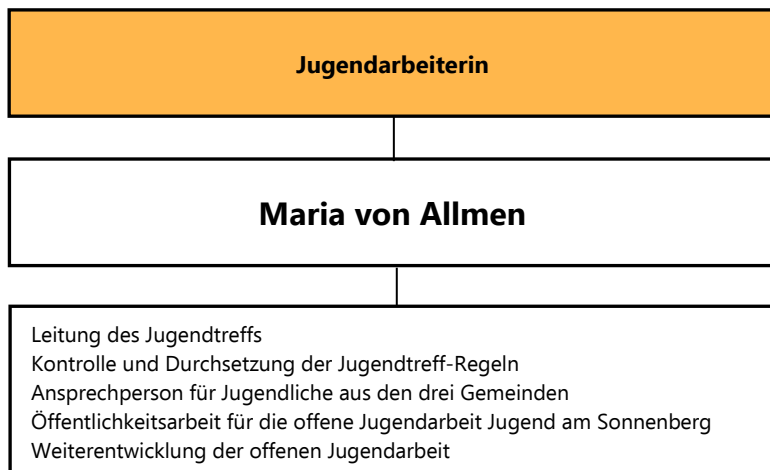 Jugendarbeiterin
Maria von Allmen
Leitung des Jugendtreffs
Kontrolle und Durchsetzung der Jugendtreff-Regeln
Ansprechperson für Jugendliche aus den drei Gemeinden
Öffentlichkeitsarbeit für die offene Jugendarbeit Jugend am Sonnenberg
Weiterentwicklung der offenen Jugendarbeit